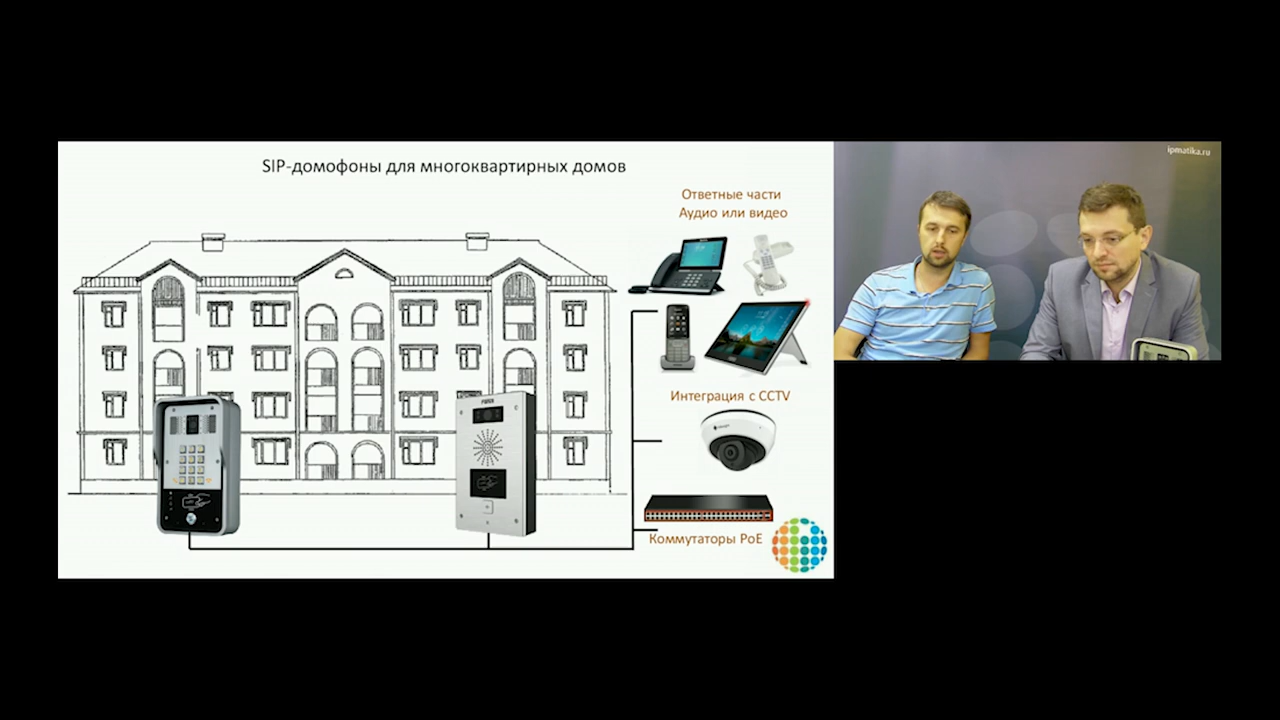 SIP-домофоны для многоквартирных домов
Ответные части
Аудио или видео
Интеграция с CCTV
Коммутаторы PoE
ipmatika.ru